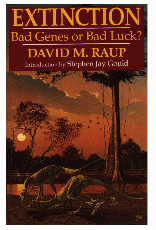 EXTINCTION
Bad Genes or Bad Luck?
DAVID M. RAUP
Introduction by Stephen Jay Gould